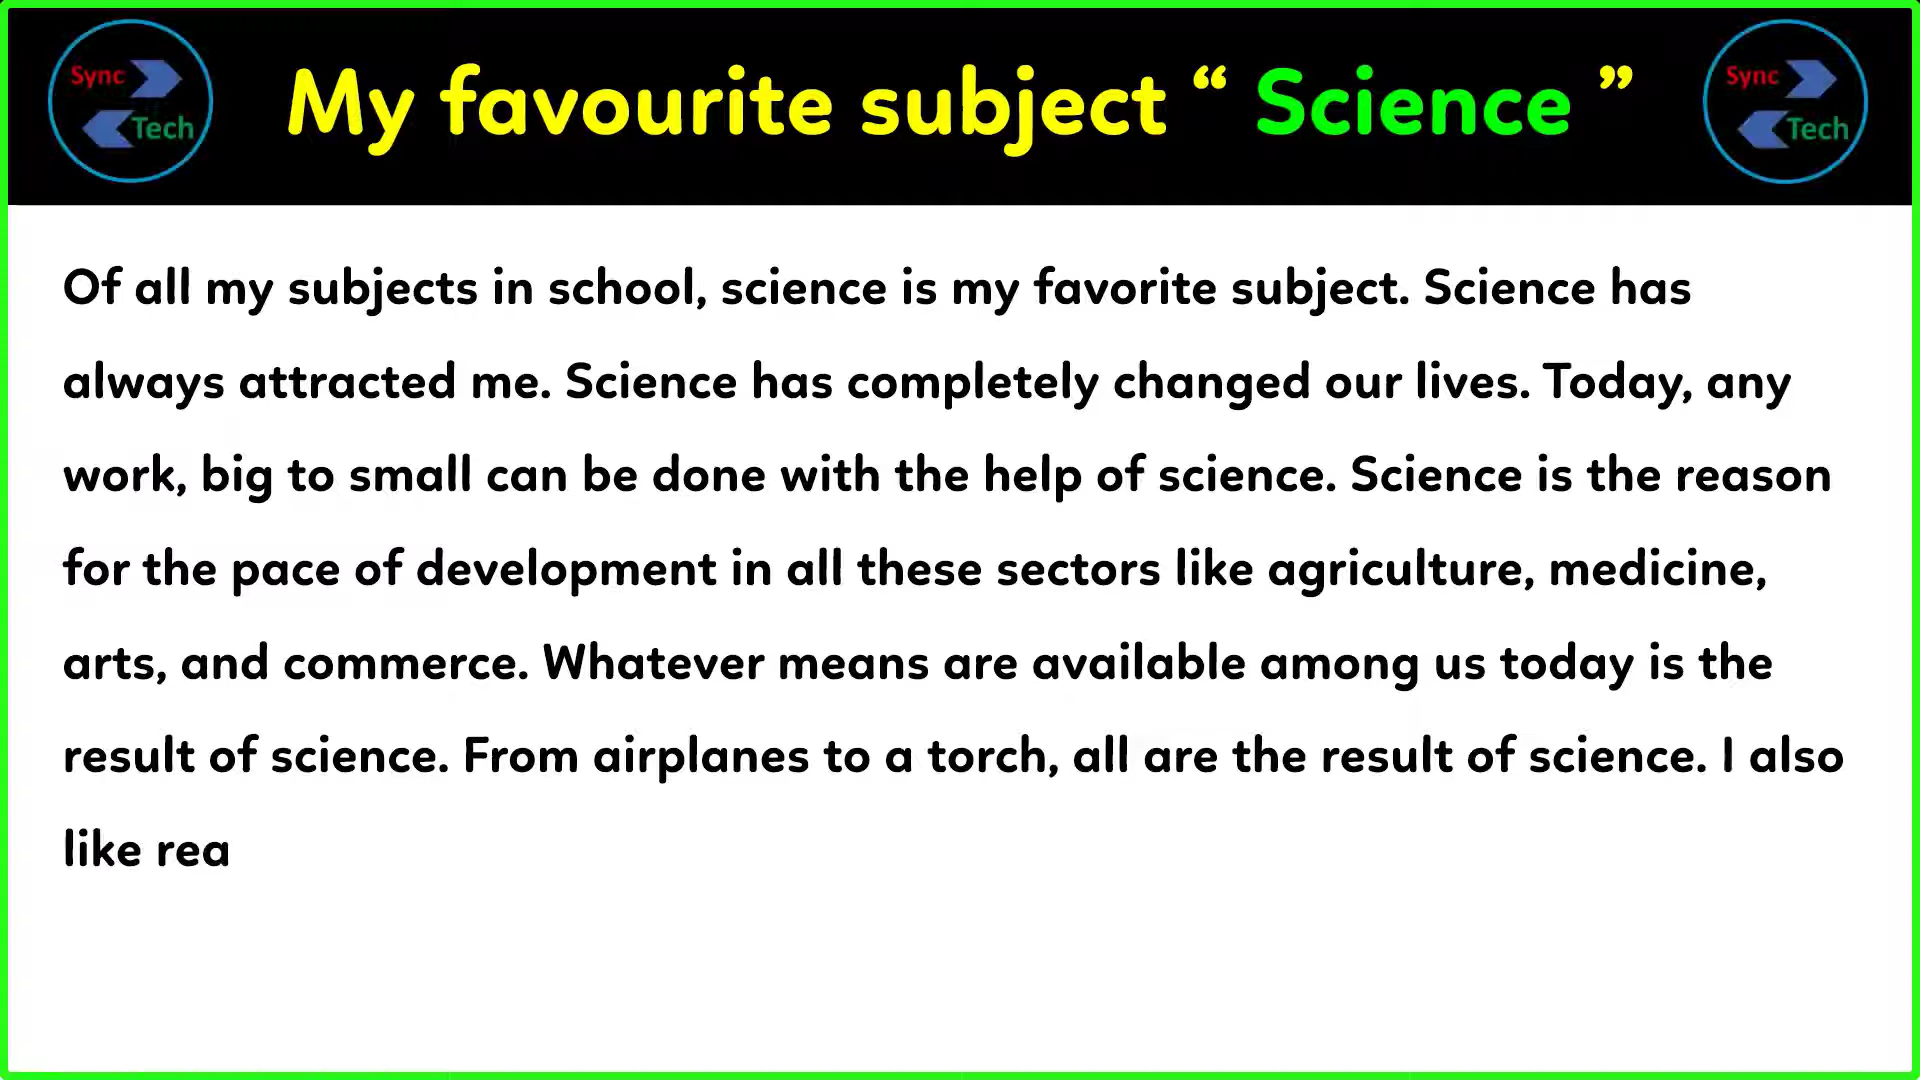 Sync
Tech
My favourite subject “ Science ”
Sync
Tech
Of all my subjects in school, science is my favorite subject. Science has
always attracted me. Science has completely changed our lives. Today, any
work, big to small can be done with the help of science. Science is the reason
for the pace of development in all these sectors like agriculture, medicine,
arts, and commerce. Whatever means are available among us today is the
result of science. From airplanes to a torch, all are the result of science. I also
like rea